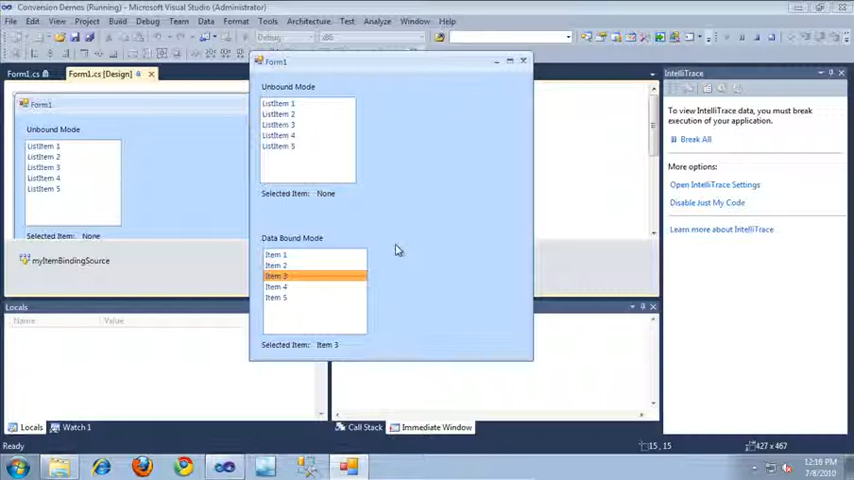 Conversion Demos (Running) - Microsoft Visual Studio (Administrator)
File Edit View Project Build Debug Team Data Format Tools Architecture Test Analyze Window Help
Debug x86
Form1.cs Form1.cs [Design]
Form1
Unbound Mode
ListItem 1
ListItem 2
ListItem 3
ListItem 4
ListItem 5
Selected Item: None
myItemBindingSource
Form1
Unbound Mode
ListItem 1
ListItem 2
ListItem 3
ListItem 4
ListItem 5
Selected Item: None
Data Bound Mode
Item 1
Item 2
Item 3
Item 4
Item 5
Selected Item: Item 3
IntelliTrace
To view IntelliTrace data, you must break
execution of your application.
Break All
More options:
Open IntelliTrace Settings
Disable Just My Code
Learn more about IntelliTrace
Locals
Name Value
Locals Watch 1
Call Stack Immediate Window
Ready 15, 15 427 x 467
12:16 PM
7/8/2010